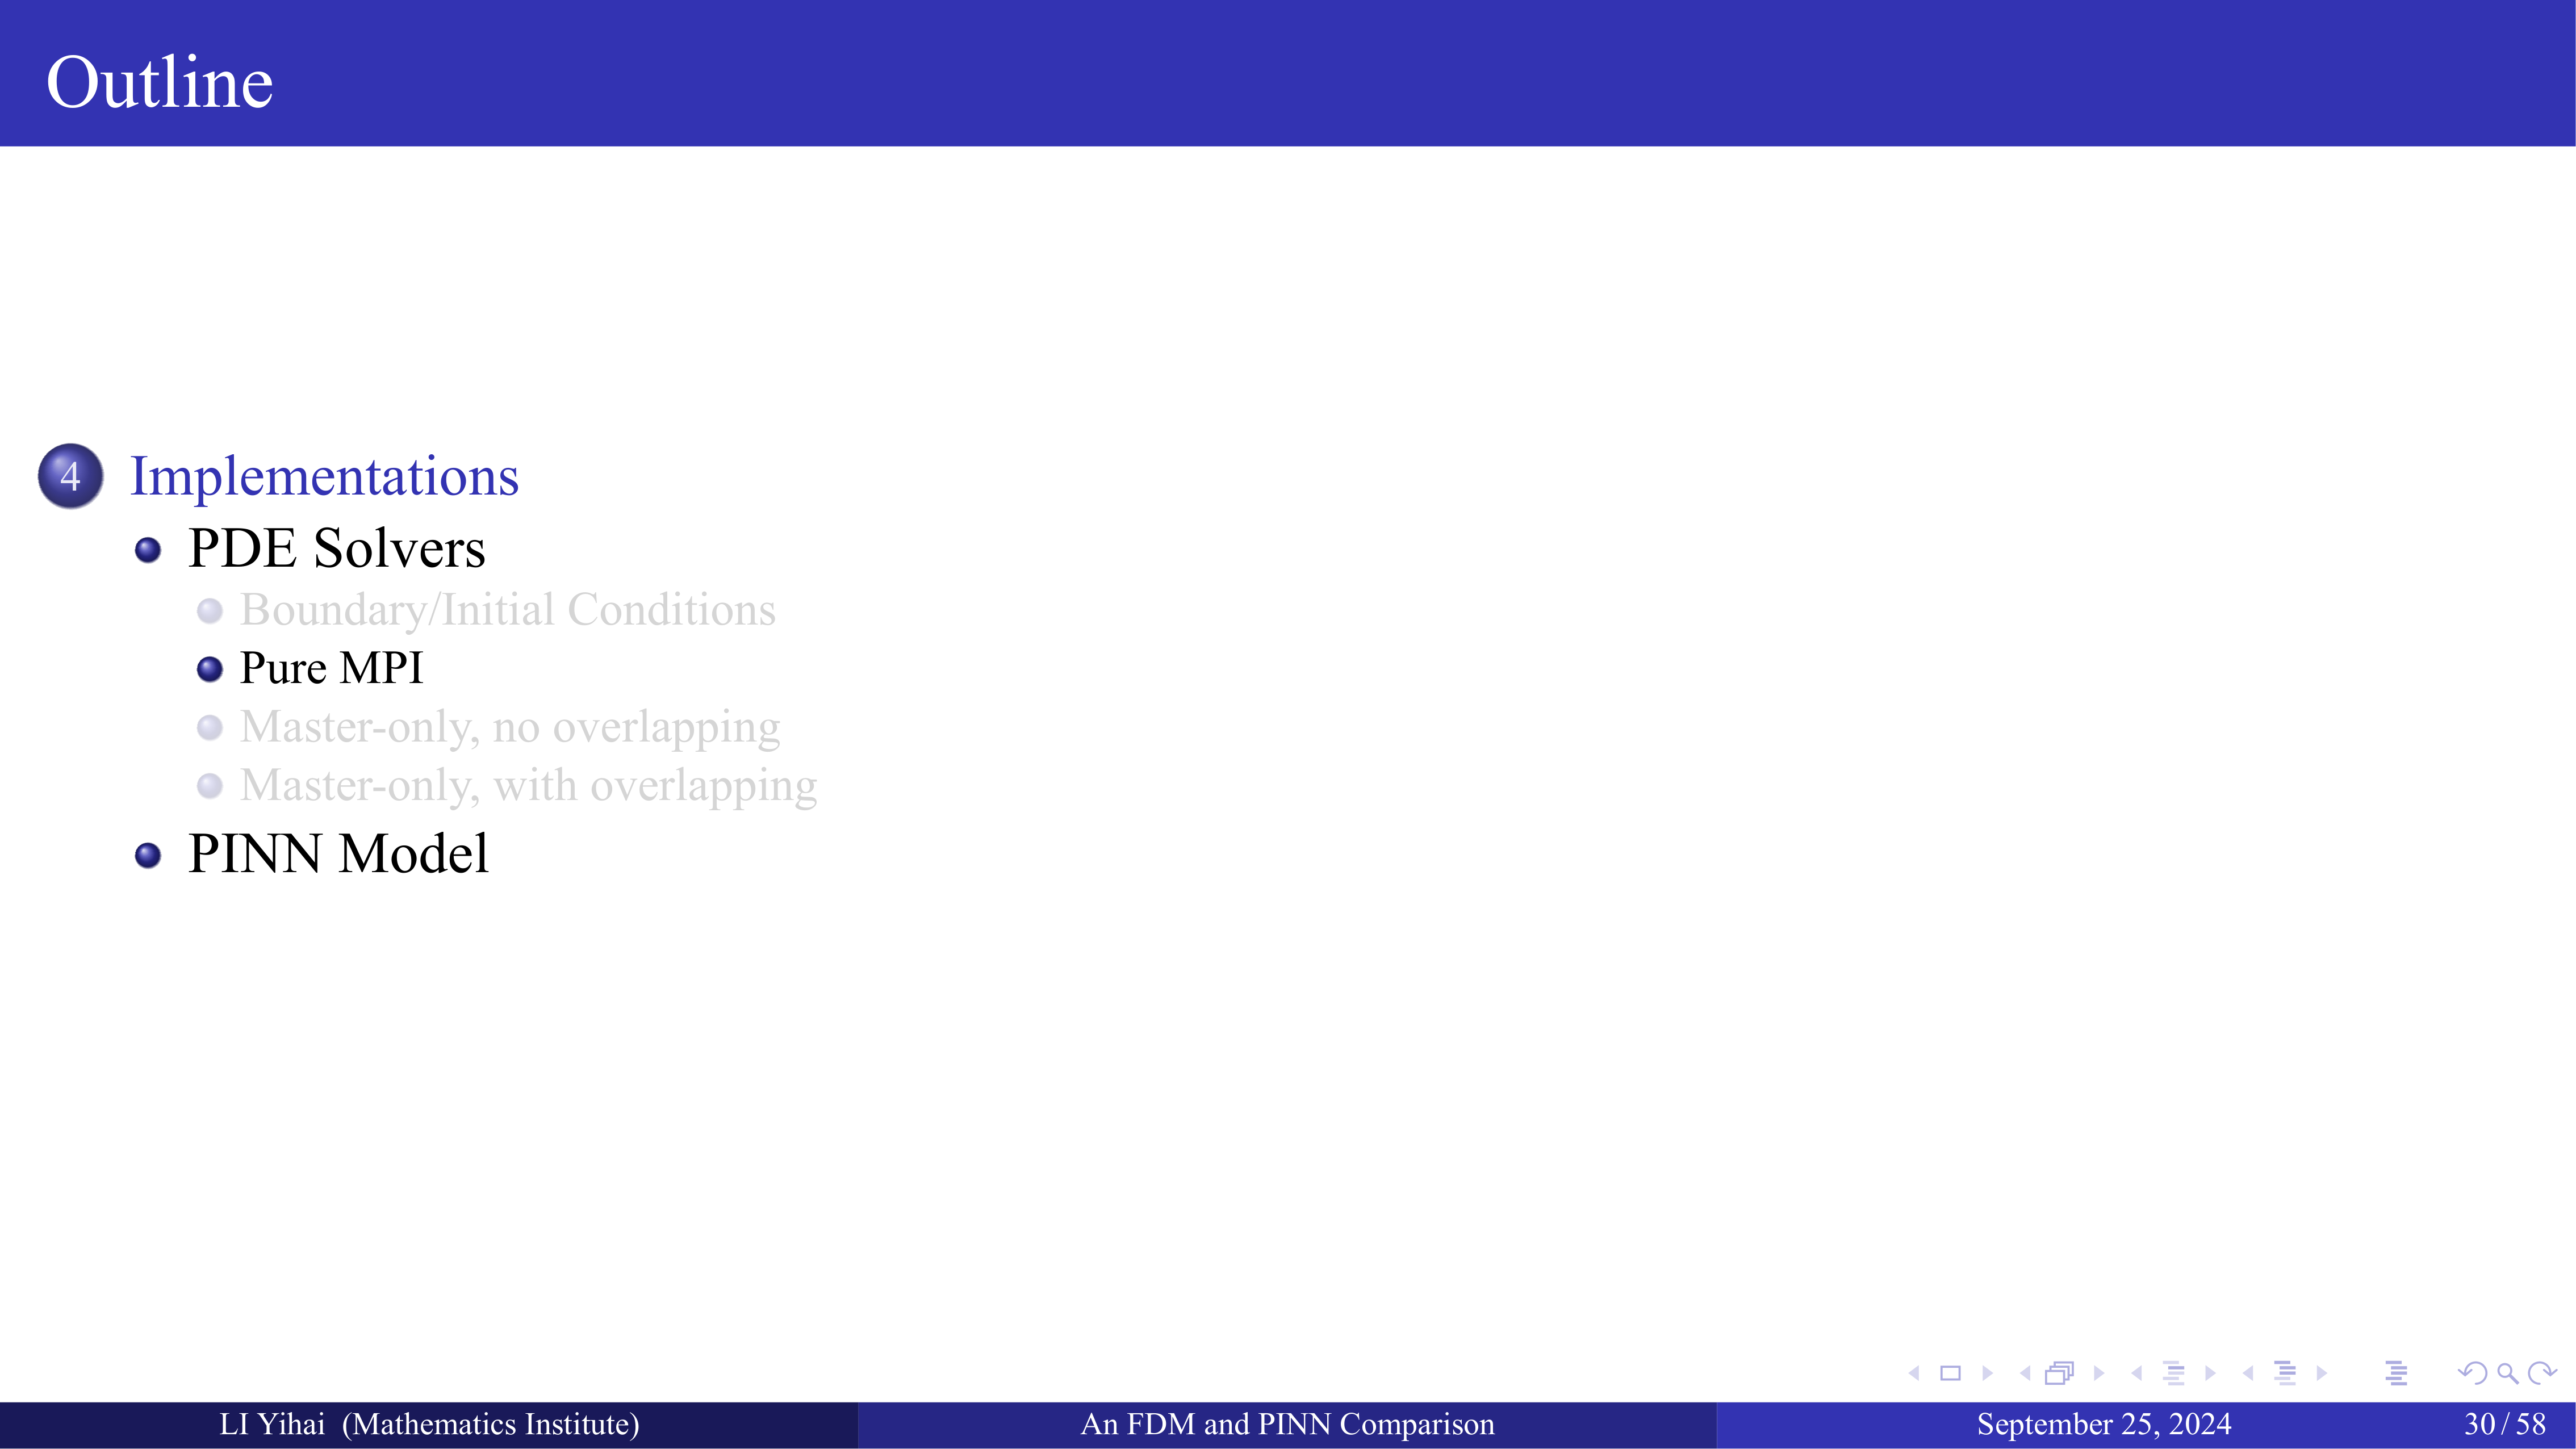 Outline
4 Implementations
PDE Solvers
Boundary/Initial Conditions
Pure MPI
Master-only, no overlapping
Master-only, with overlapping
PINN Model
LI Yihai (Mathematics Institute) An FDM and PINN Comparison September 25, 2024 30 / 58